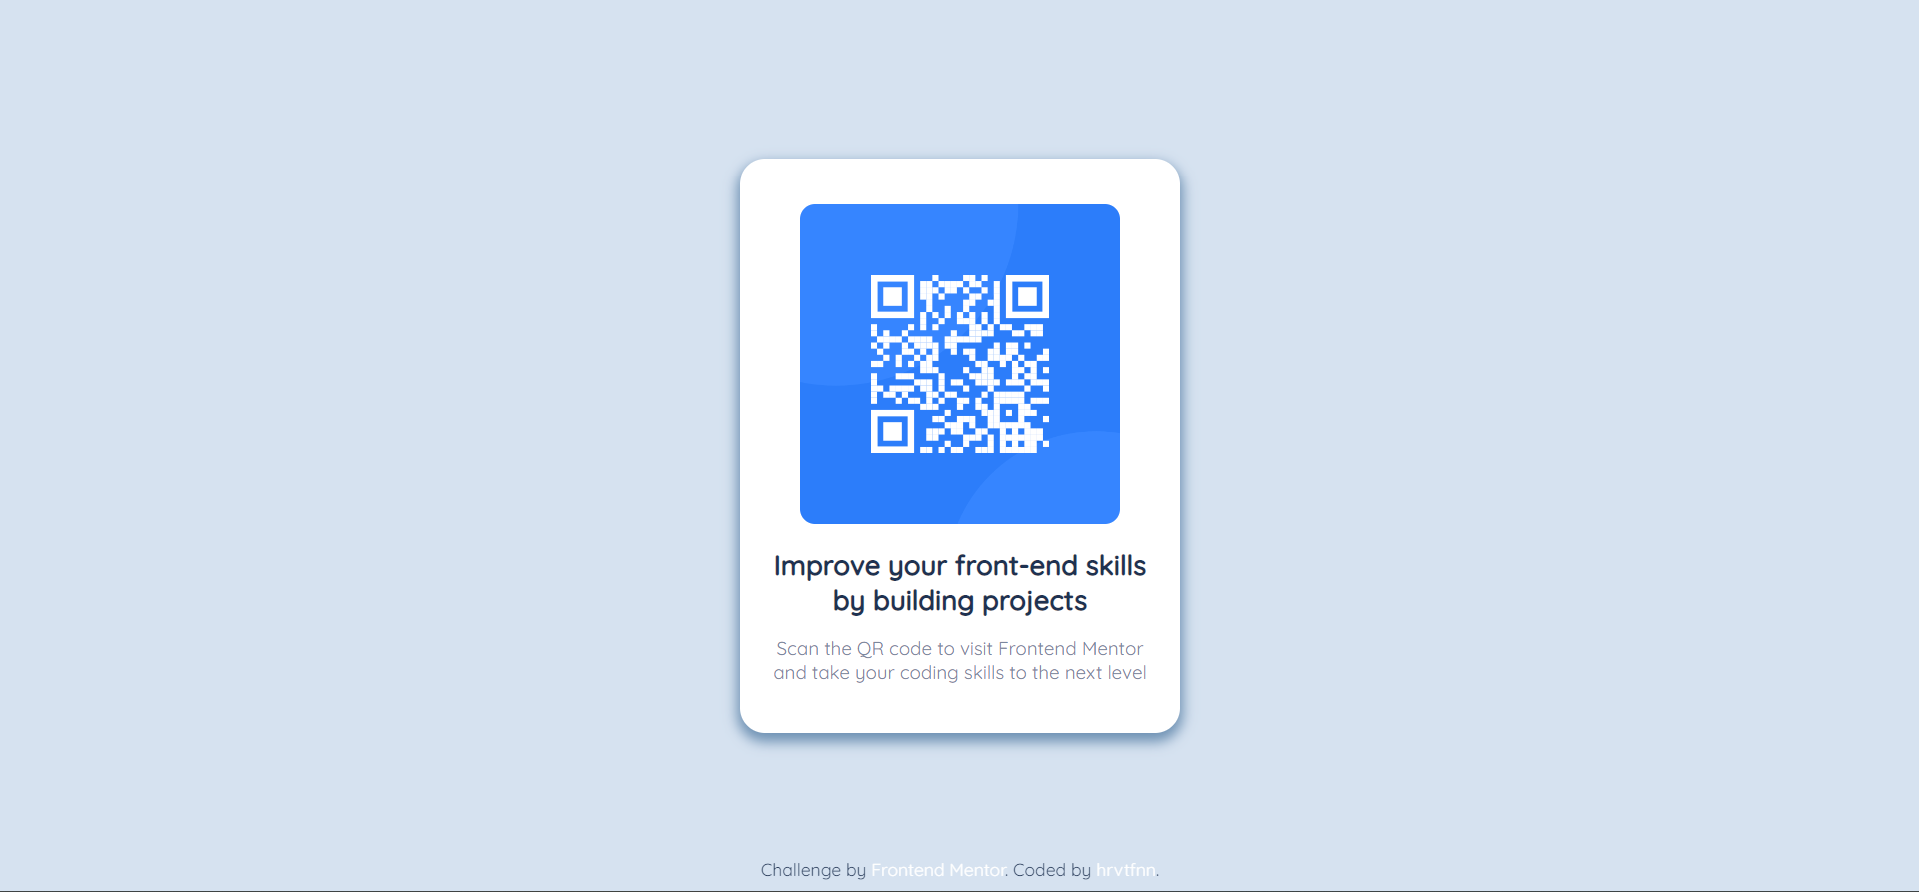 Improve your front-end skills
by building projects
Scan the QR code to visit Frontend Mentor
and take your coding skills to the next level
Challenge by Frontend Mentor. Coded by hrvtfnn.